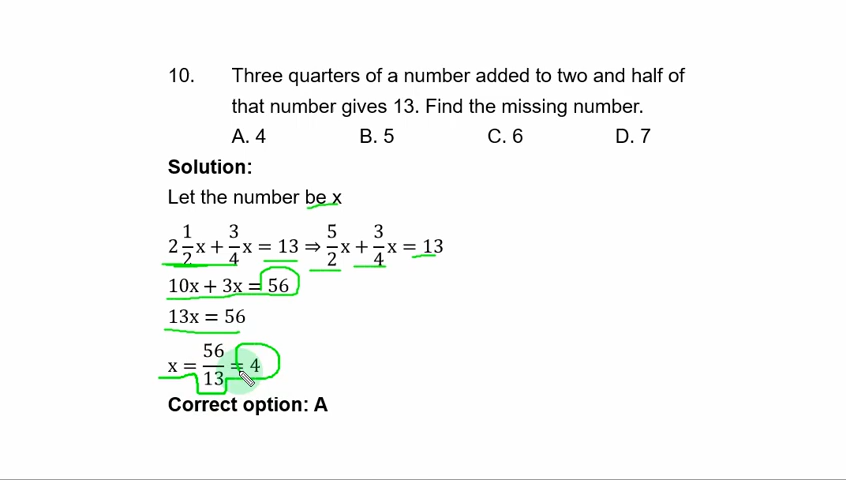 10. Three quarters of a number added to two and half of
that number gives 13. Find the missing number.
A. 4 B. 5 C. 6 D. 7
Solution:
Let the number be x
2 1/2 x + 3/4 x = 13 ⇒ 5/2 x + 3/4 x = 13
10x + 3x = 56
13x = 56
x = 56/13 = 4
Correct option: A